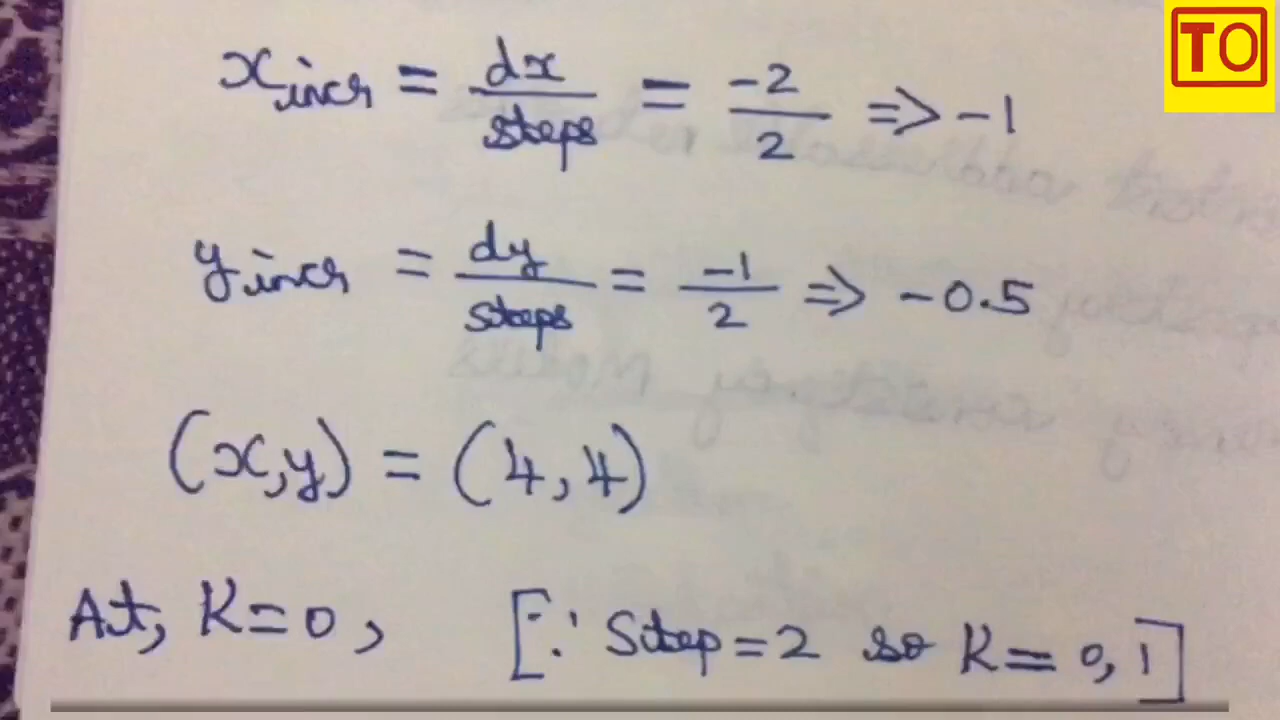 TO
xincr = dx/steps = -2/2 => -1
yincr = dy/steps = -1/2 => -0.5
(x,y) = (4,4)
At, K=0, [∵ Step=2 so K=0,1]